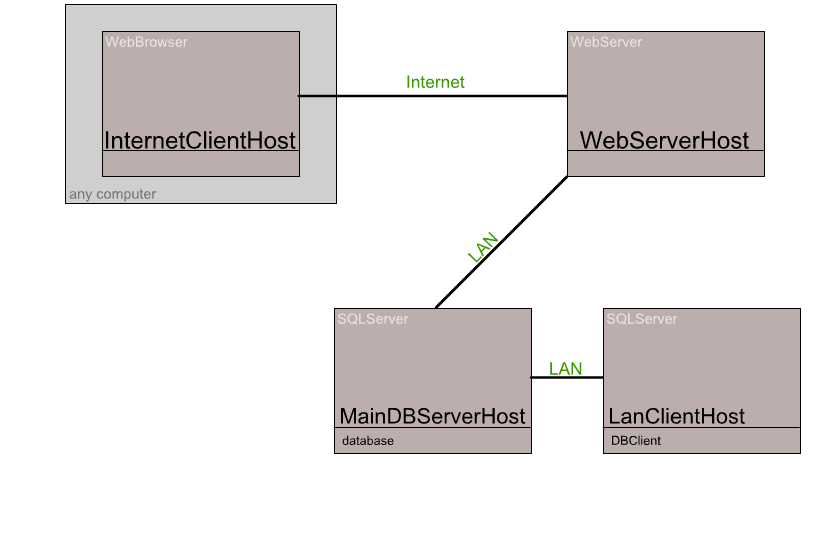 WebBrowser
InternetClientHost
any computer
Internet
WebServer
WebServerHost
LAN
SQLServer
MainDBServerHost
database
LAN
SQLServer
LanClientHost
DBClient